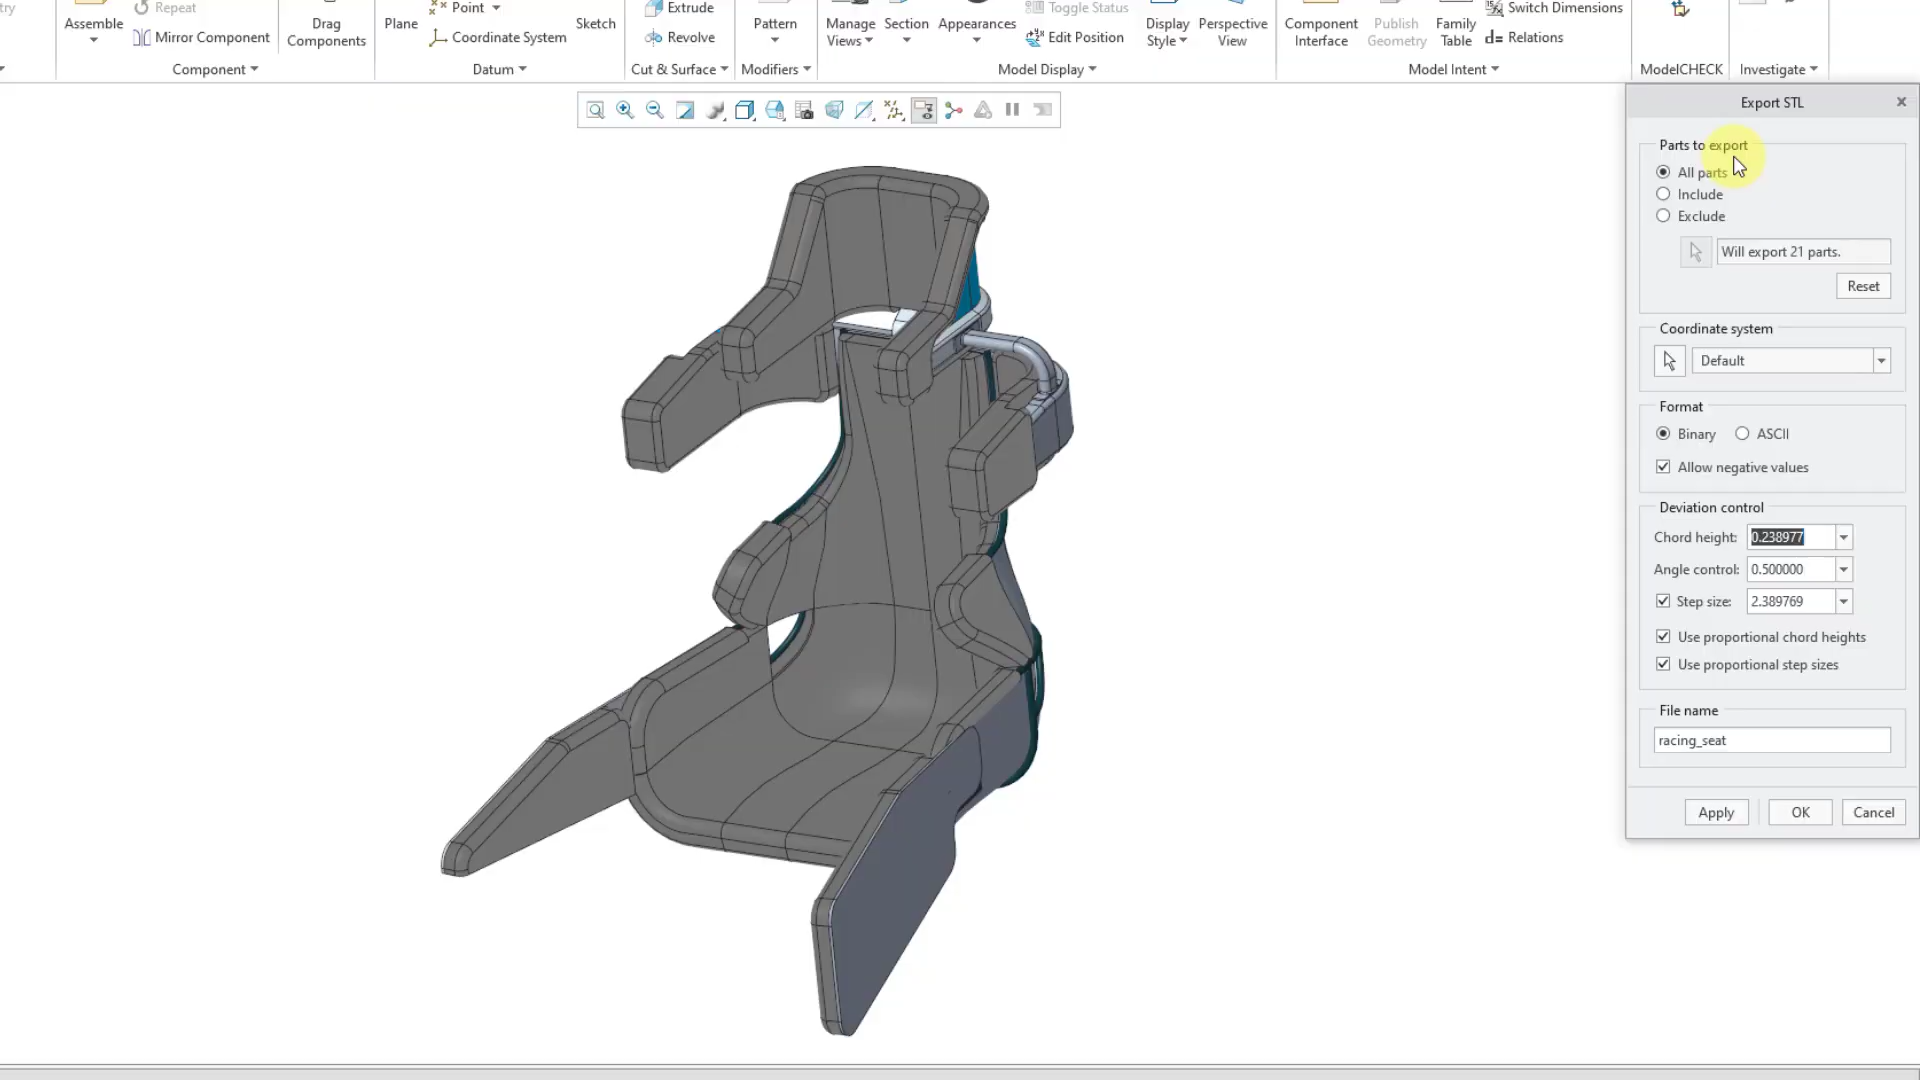 try
Assemble
Repeat
Mirror Component
Component
Drag
Components
Plane
Point
Coordinate System
Sketch
Datum
Extrude
Revolve
Cut & Surface
Pattern
Modifiers
Manage
Views
Section
Appearances
Toggle Status
Edit Position
Display
Style
Perspective
View
Model Display
Component
Interface
Publish
Geometry
Family
Table
Switch Dimensions
d= Relations
Model Intent
ModelCHECK
Investigate
Export STL
Parts to export
All parts
Include
Exclude
Will export 21 parts.
Reset
Coordinate system
Default
Format
Binary
ASCII
Allow negative values
Deviation control
Chord height: 0.238977
Angle control: 0.500000
Step size: 2.389769
Use proportional chord heights
Use proportional step sizes
File name
racing_seat
Apply
OK
Cancel